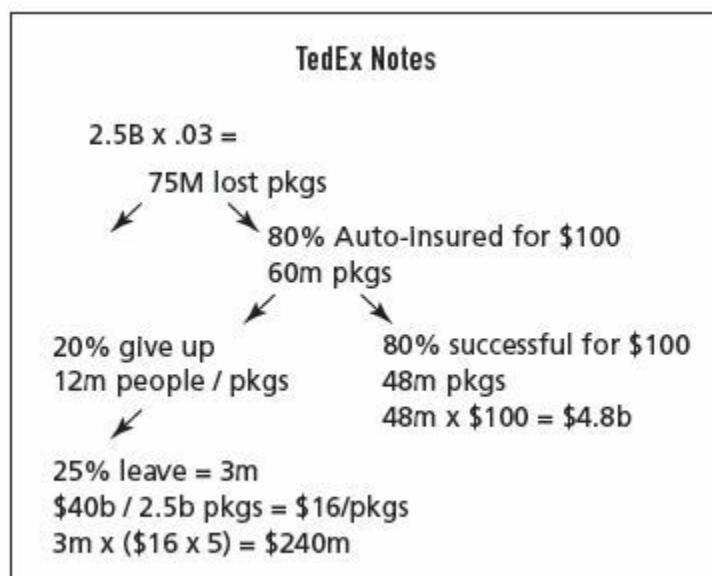 TedEx Notes
2.5B x .03 =
75M lost pkgs
80% Auto-insured for $100
60m pkgs
20% give up
12m people / pkgs
80% successful for $100
48m pkgs
48m x $100 = $4.8b
25% leave = 3m
$40b / 2.5b pkgs = $16/pkgs
3m x ($16 x 5) = $240m